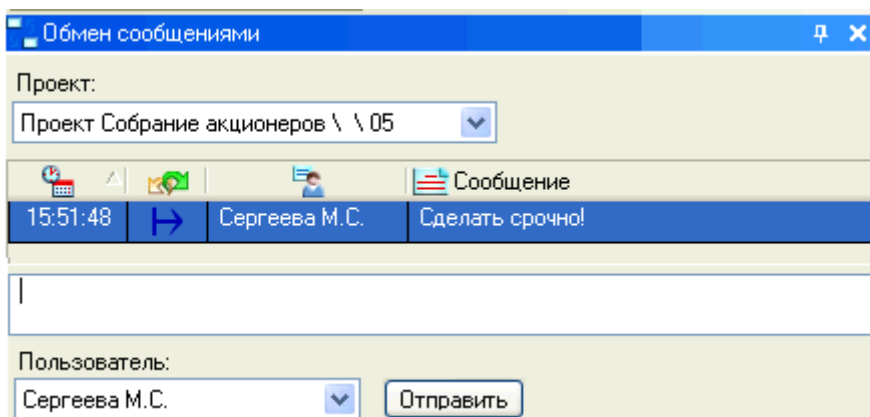 Обмен сообщениями
Проект:
Проект Собрание акционеров \ \ 05
Сообщение
15:51:48 Сергеева М.С. Сделать срочно!
Пользователь:
Сергеева М.С. Отправить